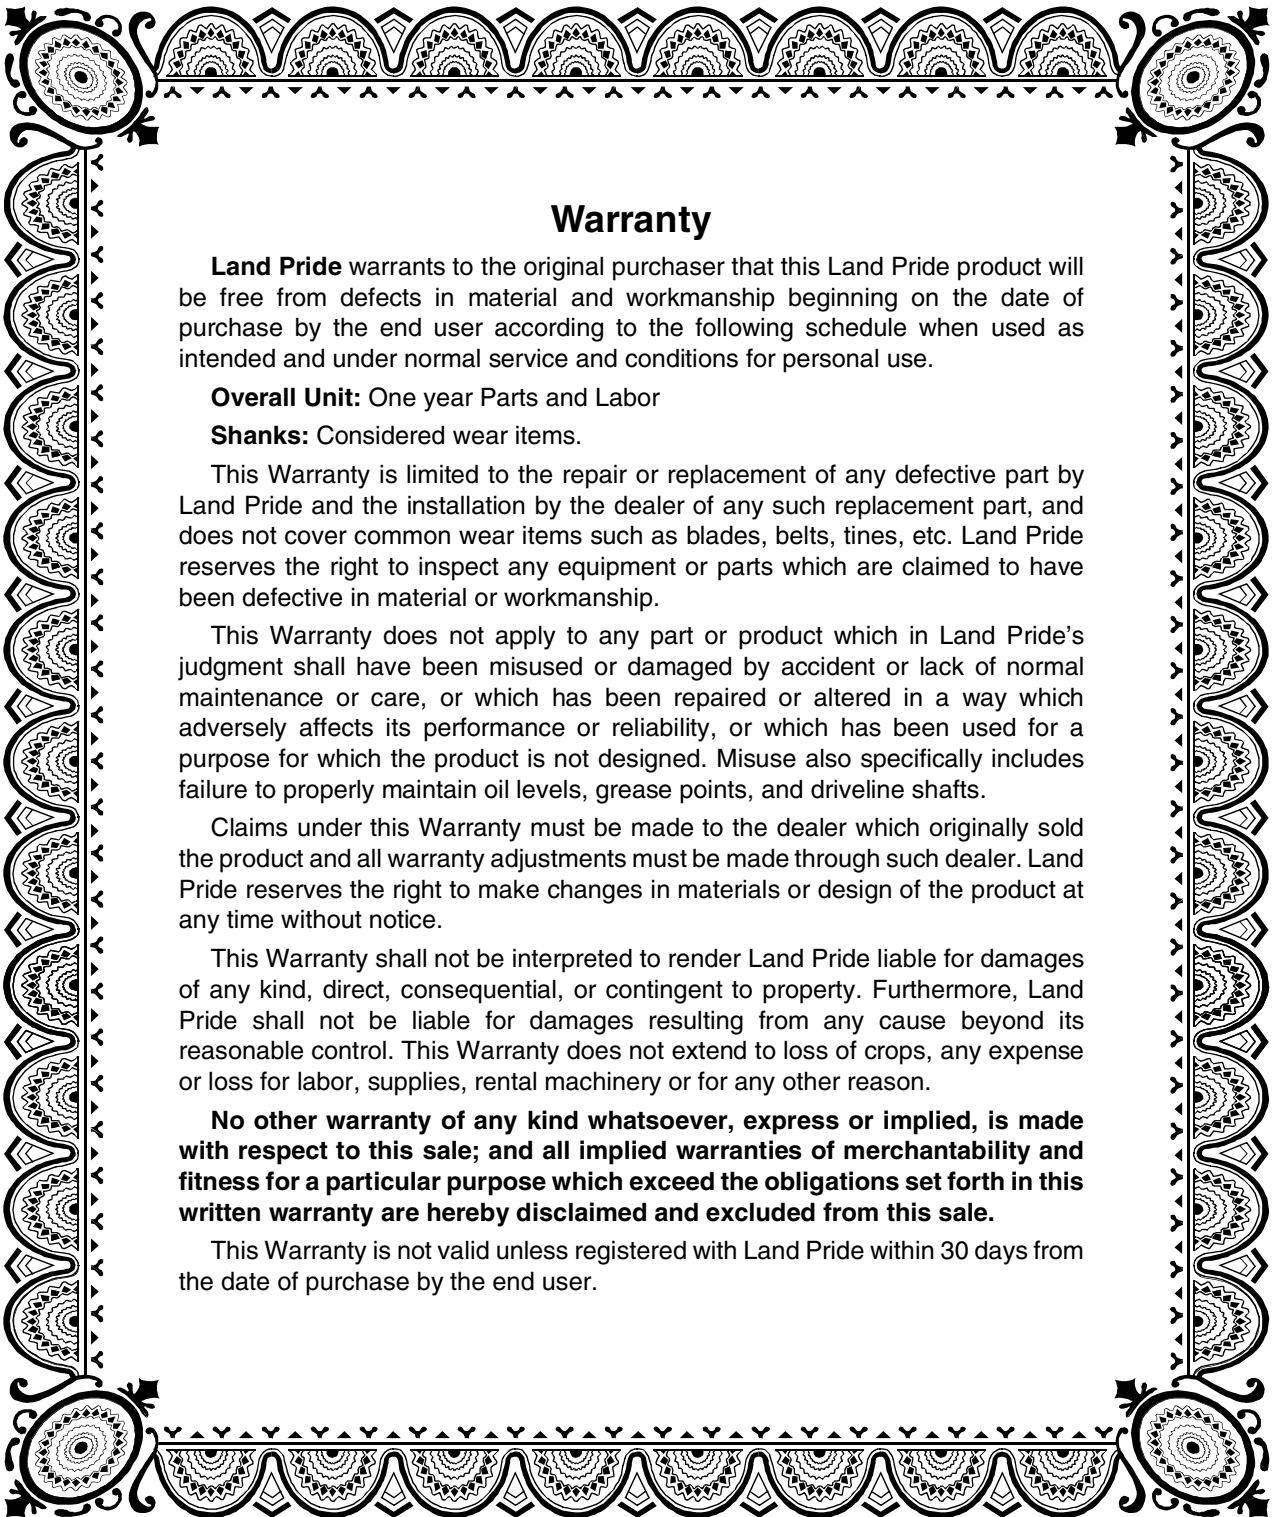 Warranty
Land Pride warrants to the original purchaser that this Land Pride product will
be free from defects in material and workmanship beginning on the date of
purchase by the end user according to the following schedule when used as
intended and under normal service and conditions for personal use.
Overall Unit: One year Parts and Labor
Shanks: Considered wear items.
This Warranty is limited to the repair or replacement of any defective part by
Land Pride and the installation by the dealer of any such replacement part, and
does not cover common wear items such as blades, belts, tines, etc. Land Pride
reserves the right to inspect any equipment or parts which are claimed to have
been defective in material or workmanship.
This Warranty does not apply to any part or product which in Land Pride’s
judgment shall have been misused or damaged by accident or lack of normal
maintenance or care, or which has been repaired or altered in a way which
adversely affects its performance or reliability, or which has been used for a
purpose for which the product is not designed. Misuse also specifically includes
failure to properly maintain oil levels, grease points, and driveline shafts.
Claims under this Warranty must be made to the dealer which originally sold
the product and all warranty adjustments must be made through such dealer. Land
Pride reserves the right to make changes in materials or design of the product at
any time without notice.
This Warranty shall not be interpreted to render Land Pride liable for damages
of any kind, direct, consequential, or contingent to property. Furthermore, Land
Pride shall not be liable for damages resulting from any cause beyond its
reasonable control. This Warranty does not extend to loss of crops, any expense
or loss for labor, supplies, rental machinery or for any other reason.
No other warranty of any kind whatsoever, express or implied, is made
with respect to this sale; and all implied warranties of merchantability and
fitness for a particular purpose which exceed the obligations set forth in this
written warranty are hereby disclaimed and excluded from this sale.
This Warranty is not valid unless registered with Land Pride within 30 days from
the date of purchase by the end user.